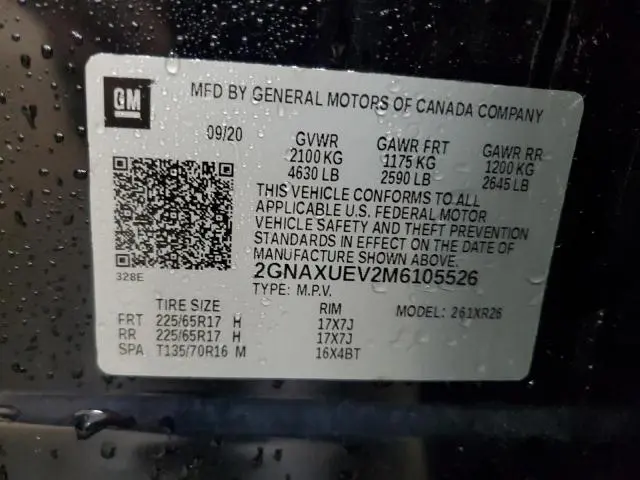 GM
MFD BY GENERAL MOTORS OF CANADA COMPANY
09/20 GVWR GAWR FRT GAWR RR
2100 KG 1175 KG 1200 KG
4630 LB 2590 LB 2645 LB
THIS VEHICLE CONFORMS TO ALL
APPLICABLE U.S. FEDERAL MOTOR
VEHICLE SAFETY AND THEFT PREVENTION
STANDARDS IN EFFECT ON THE DATE OF
MANUFACTURE SHOWN ABOVE.
328E 2GNAXUEV2M6105526
TYPE: M.P.V. MODEL: 261XR26
TIRE SIZE RIM
FRT 225/65R17 H 17X7J
RR 225/65R17 H 17X7J
SPA T135/70R16 M 16X4BT